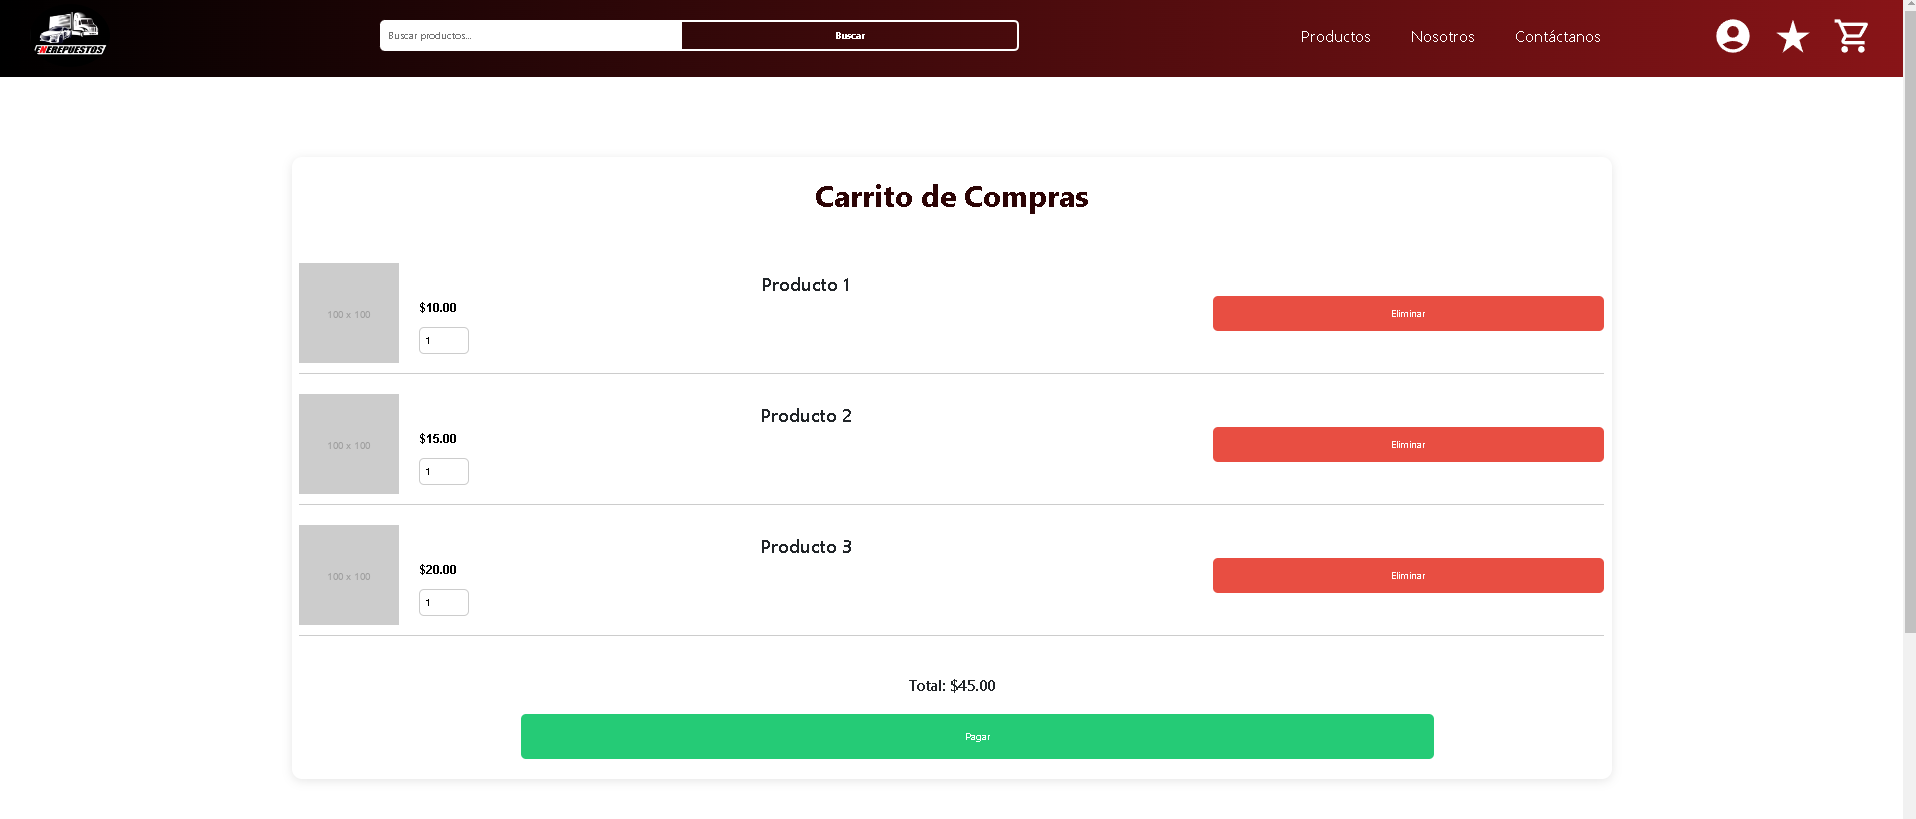 ENEREPUESTOS
Buscar productos...
Buscar
Productos
Nosotros
Contáctanos
Carrito de Compras
100 x 100
Producto 1
$10.00
1
Eliminar
100 x 100
Producto 2
$15.00
1
Eliminar
100 x 100
Producto 3
$20.00
1
Eliminar
Total: $45.00
Pagar